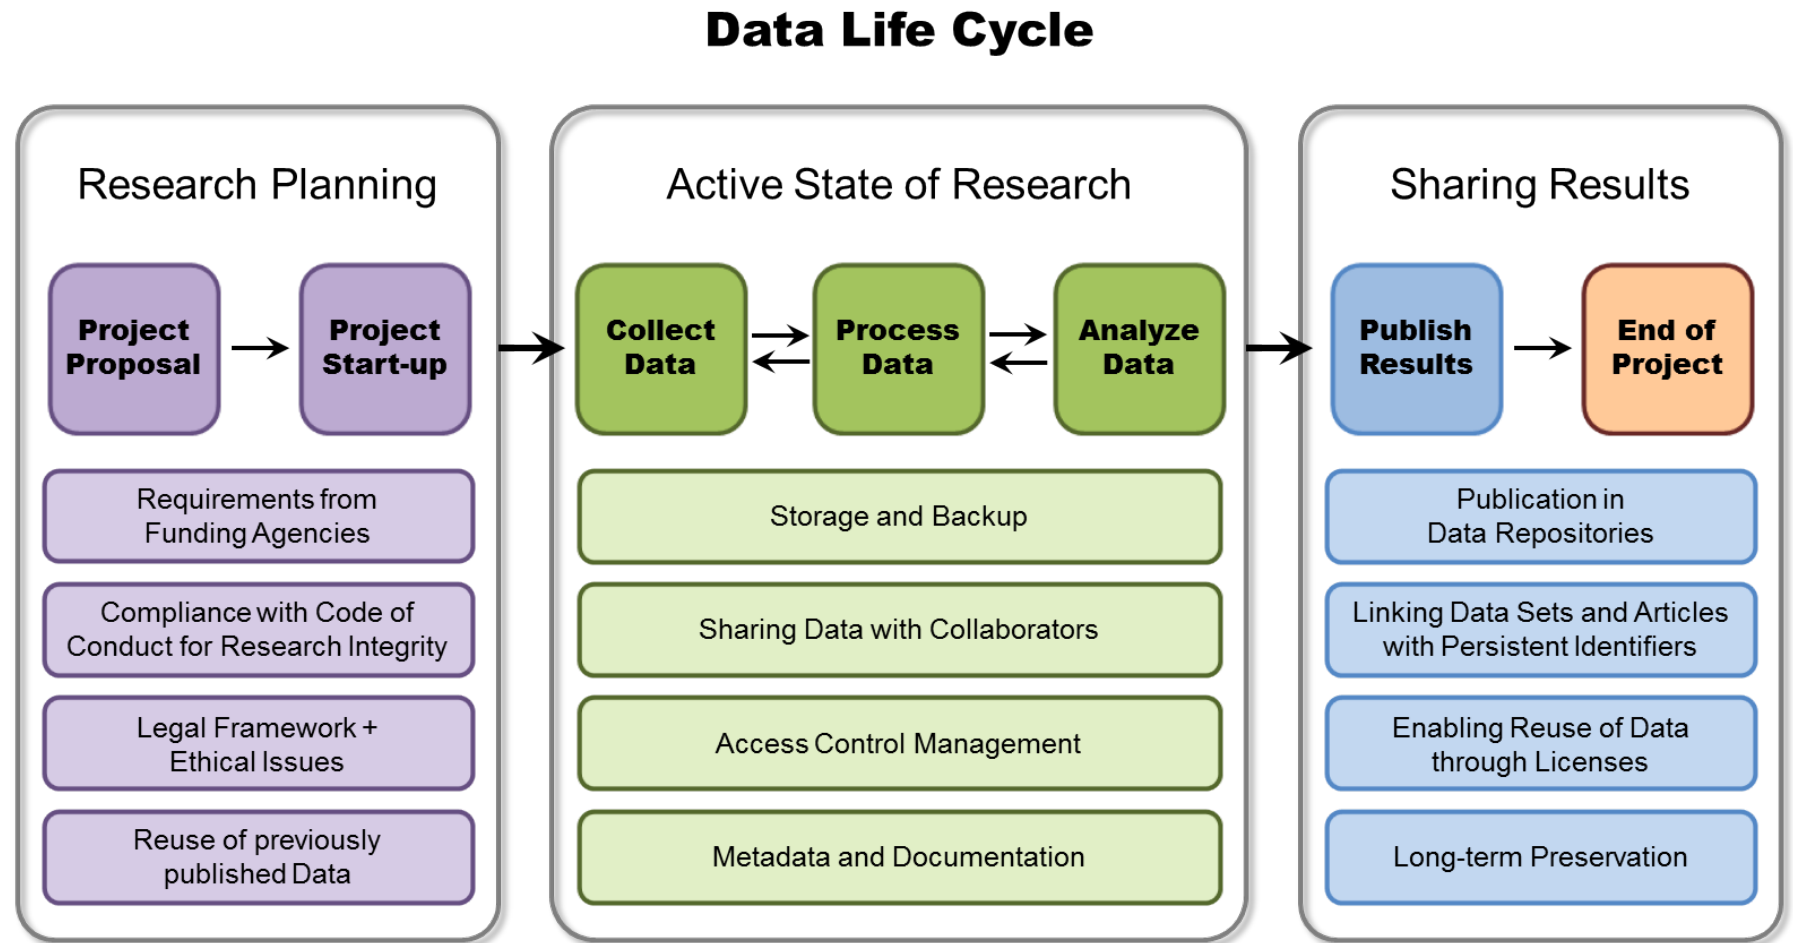 Data Life Cycle
Research Planning
Project
Proposal
Project
Start-up
Requirements from
Funding Agencies
Compliance with Code of
Conduct for Research Integrity
Legal Framework +
Ethical Issues
Reuse of previously
published Data
Active State of Research
Collect
Data
Process
Data
Analyze
Data
Storage and Backup
Sharing Data with Collaborators
Access Control Management
Metadata and Documentation
Sharing Results
Publish
Results
End of
Project
Publication in
Data Repositories
Linking Data Sets and Articles
with Persistent Identifiers
Enabling Reuse of Data
through Licenses
Long-term Preservation